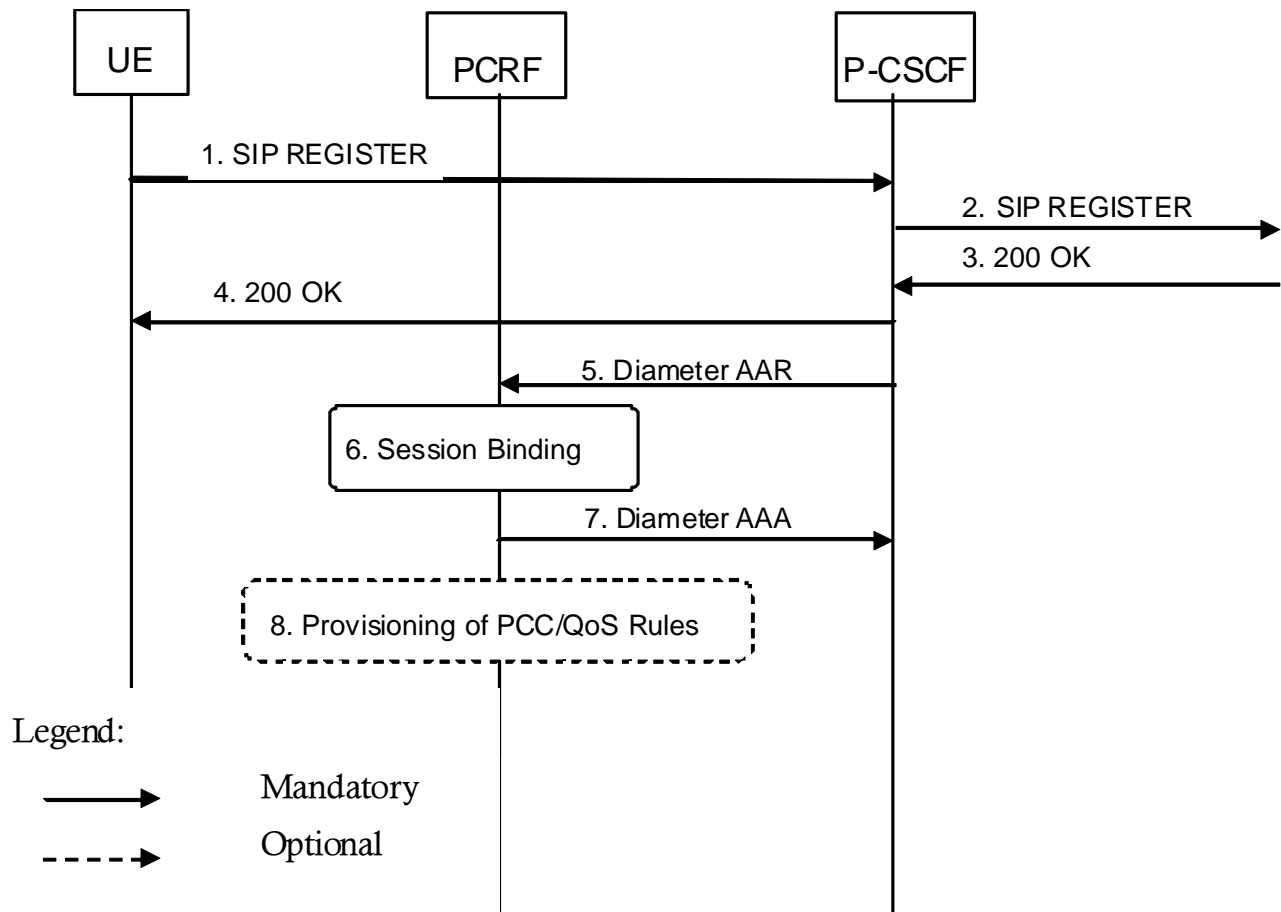 UE
PCRF
P-CSCF
1. SIP REGISTER
2. SIP REGISTER
3. 200 OK
4. 200 OK
5. Diameter AAR
6. Session Binding
7. Diameter AAA
8. Provisioning of PCC/QoS Rules
Legend:
Mandatory
Optional